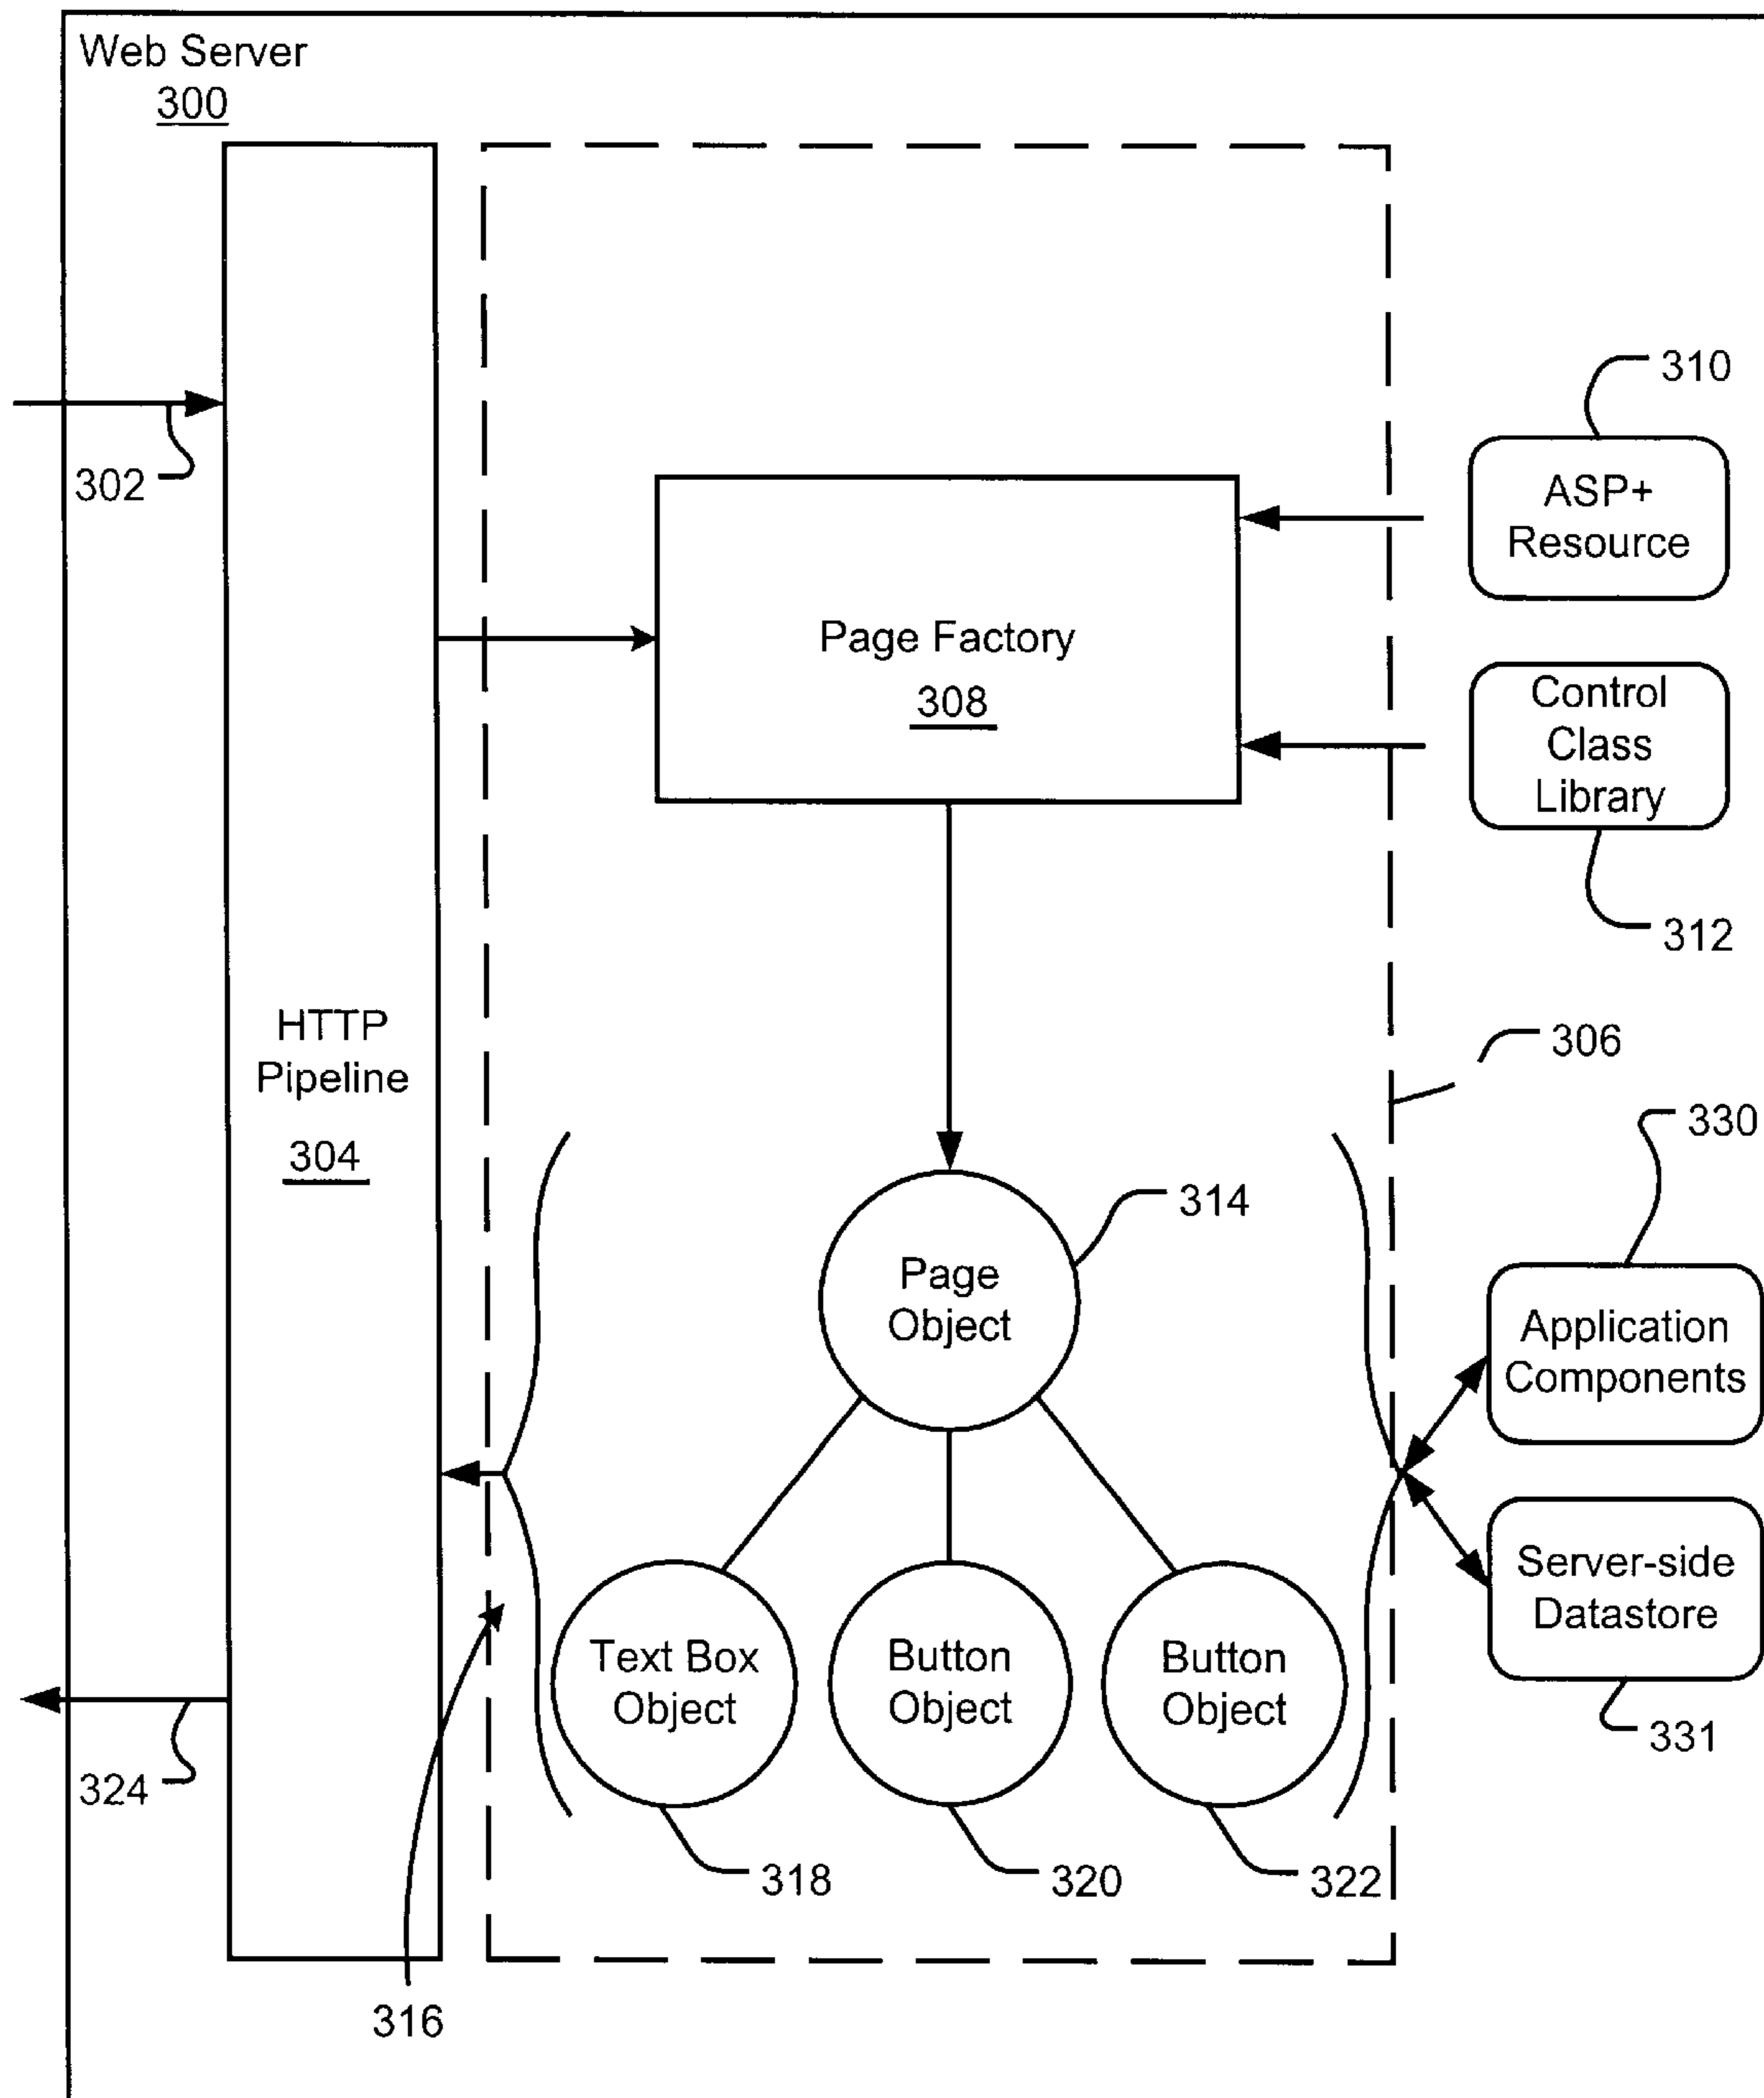 Web Server
300
310
ASP+
Resource
302
Page Factory
308
Control
Class
Library
312
HTTP
Pipeline
304
306
330
314
Page
Object
Application
Components
Server-side
Datastore
331
Text Box
Object
Button
Object
Button
Object
324
318
320
322
316